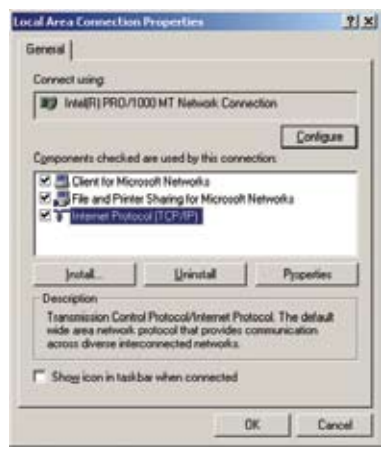 Local Area Connection Properties
General
Connect using:
Intel(R) PRO/1000 MT Network Connection
Configure
Components checked are used by this connection:
Client for Microsoft Networks
File and Printer Sharing for Microsoft Networks
Internet Protocol (TCP/IP)
Install... Uninstall Properties
Description
Transmission Control Protocol/Internet Protocol. The default
wide area network protocol that provides communication
across diverse interconnected networks.
Show icon in taskbar when connected
OK Cancel